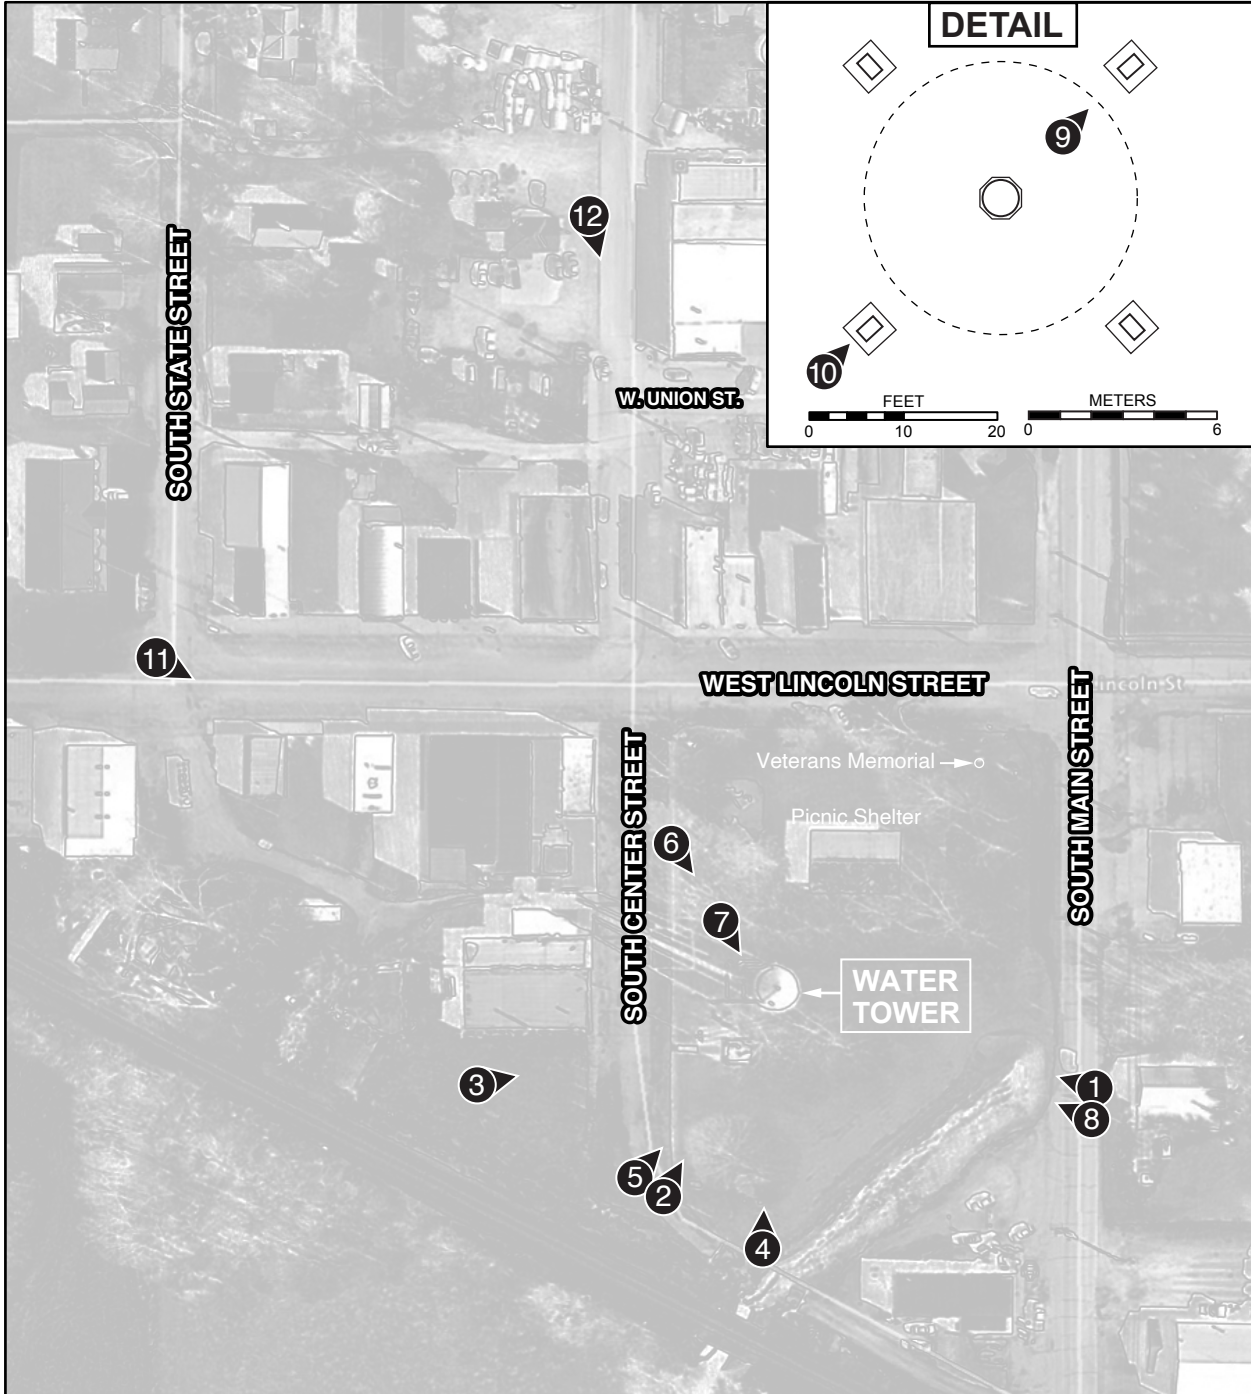 DETAIL
9
10
FEET
0 10 20
METERS
0 6
12
SOUTH STATE STREET
W. UNION ST.
11
WEST LINCOLN STREET
incoln St
SOUTH CENTER STREET
SOUTH MAIN STREET
Veterans Memorial
Picnic Shelter
6
7
WATER
TOWER
3
1
8
5
2
4